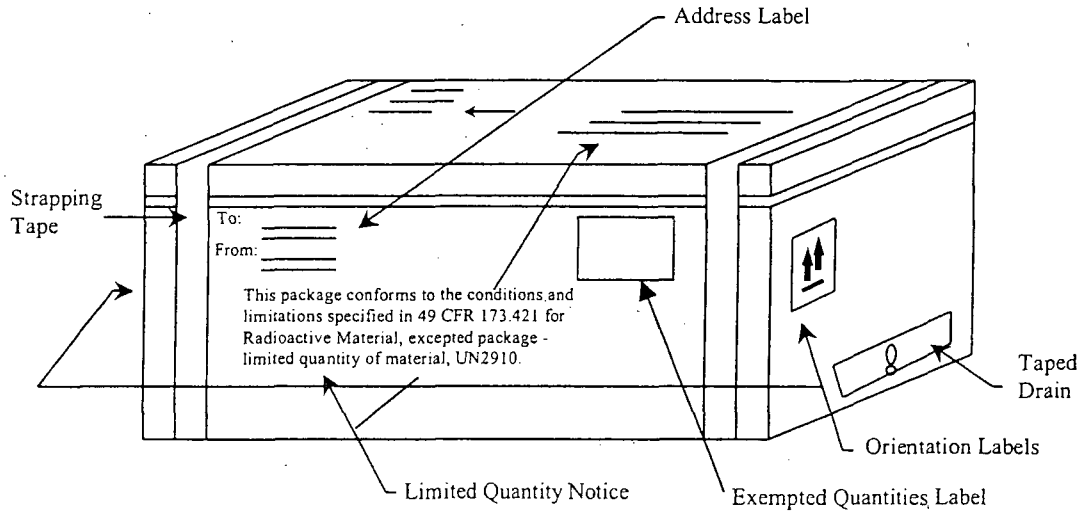 Address Label
Strapping
Tape
To:
From:
This package conforms to the conditions and
limitations specified in 49 CFR 173.421 for
Radioactive Material, excepted package -
limited quantity of material, UN2910.
Taped
Drain
Orientation Labels
Limited Quantity Notice
Exempted Quantities Label